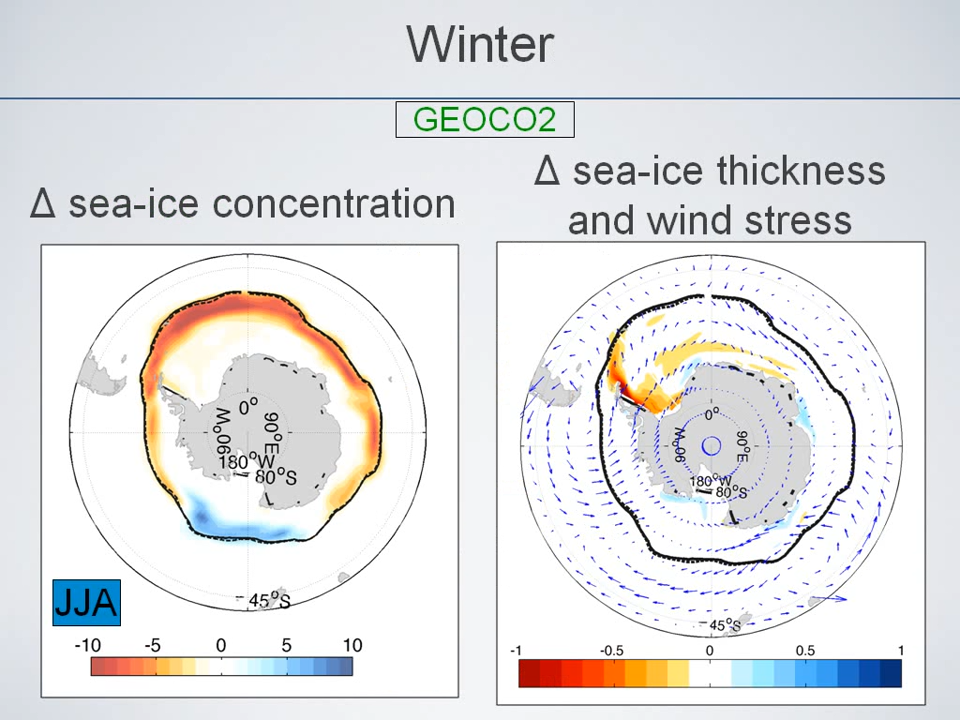 Winter
GEOCO2
Δ sea-ice concentration
Δ sea-ice thickness
and wind stress
0°
90°W
90°E
180°W
80°S
45°S
JJA
-10 -5 0 5 10
0°
90°W
90°E
180°W
80°S
45°S
-1 -0.5 0 0.5 1